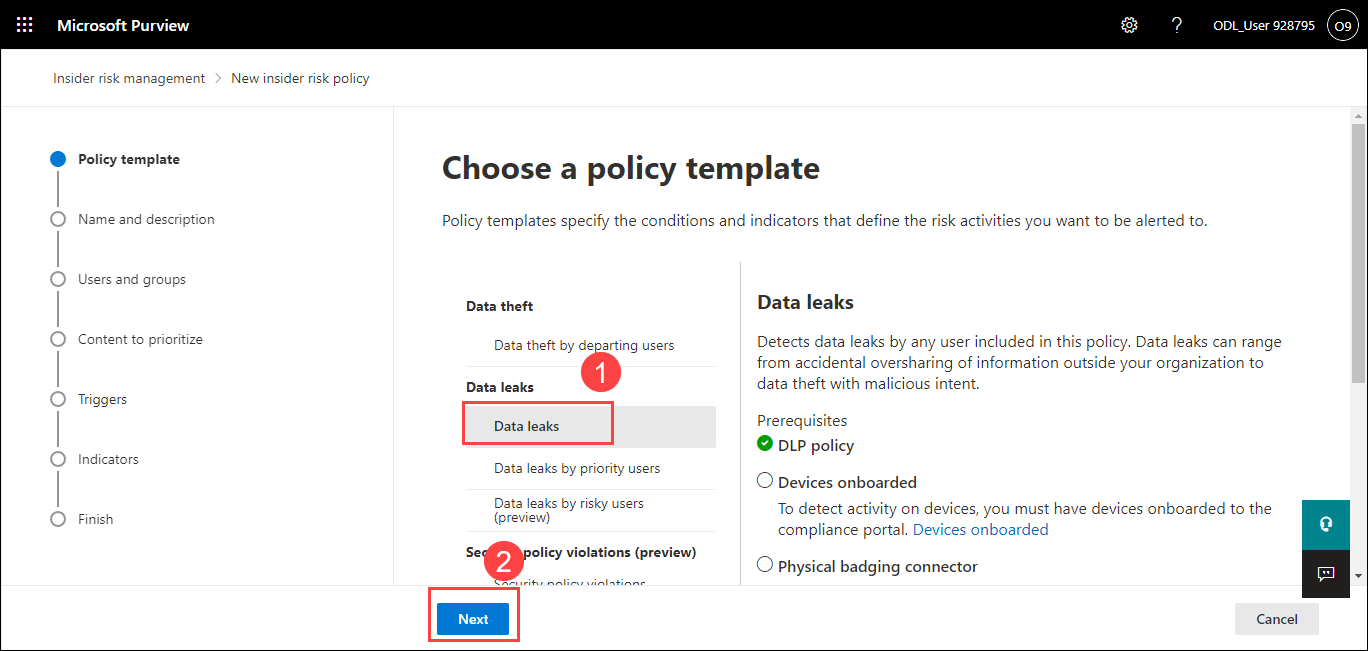 Microsoft Purview
ODL_User 928795
O9
Insider risk management > New insider risk policy
Policy template
Name and description
Users and groups
Content to prioritize
Triggers
Indicators
Finish
Choose a policy template
Policy templates specify the conditions and indicators that define the risk activities you want to be alerted to.
Data theft
Data theft by departing users
1
Data leaks
Data leaks
Data leaks by priority users
Data leaks by risky users
(preview)
Security policy violations (preview)
2
Security policy violations
Data leaks
Detects data leaks by any user included in this policy. Data leaks can range
from accidental oversharing of information outside your organization to
data theft with malicious intent.
Prerequisites
DLP policy
Devices onboarded
To detect activity on devices, you must have devices onboarded to the
compliance portal. Devices onboarded
Physical badging connector
Next
Cancel